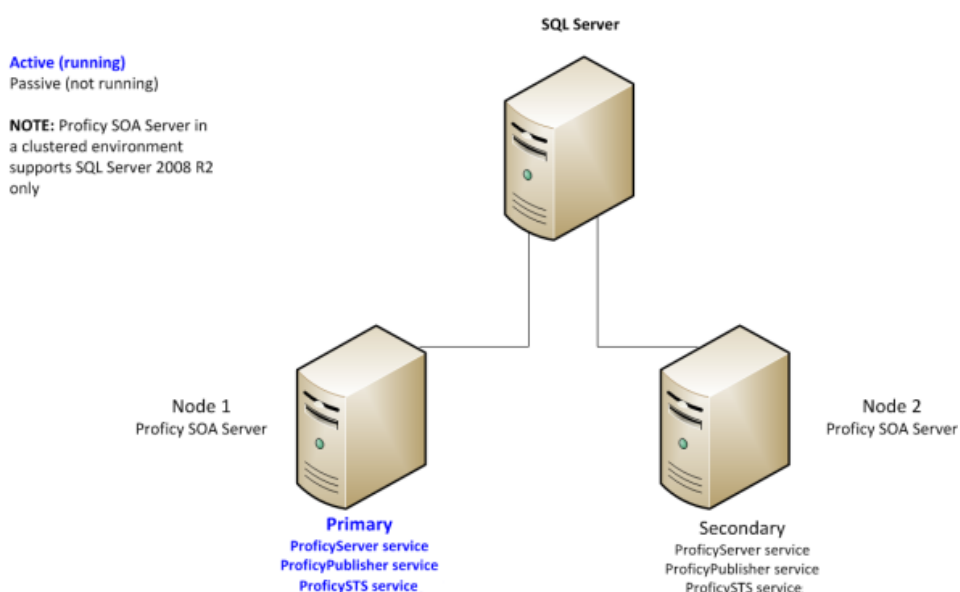 SQL Server
Active (running)
Passive (not running)
NOTE: Proficy SOA Server in
a clustered environment
supports SQL Server 2008 R2
only
Node 1
Proficy SOA Server
Node 2
Proficy SOA Server
Primary
ProficyServer service
ProficyPublisher service
ProficySTS service
Secondary
ProficyServer service
ProficyPublisher service
ProficySTS service